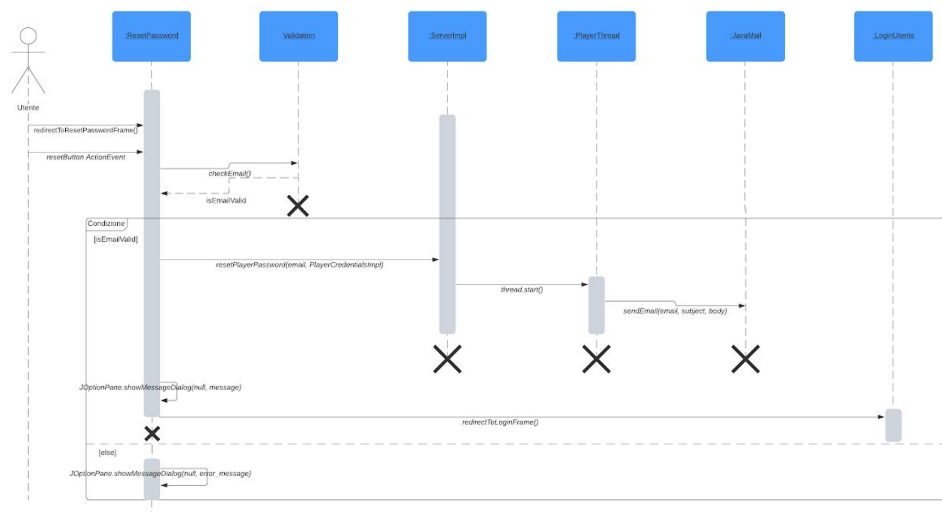 :ResetPassword
Validation
:ServerImpl
:PlayerThread
:JavaMail
:LoginUtente
Utente
redirectToResetPasswordFrame()
resetButton ActionEvent
checkEmail()
isEmailValid
Condizione
[isEmailValid]
resetPlayerPassword(email, PlayerCredentialsImpl)
thread.start()
sendEmail(email, subject, body)
JOptionPane.showMessageDialog(null, message)
redirectToLoginFrame()
[else]
JOptionPane.showMessageDialog(null, error_message)